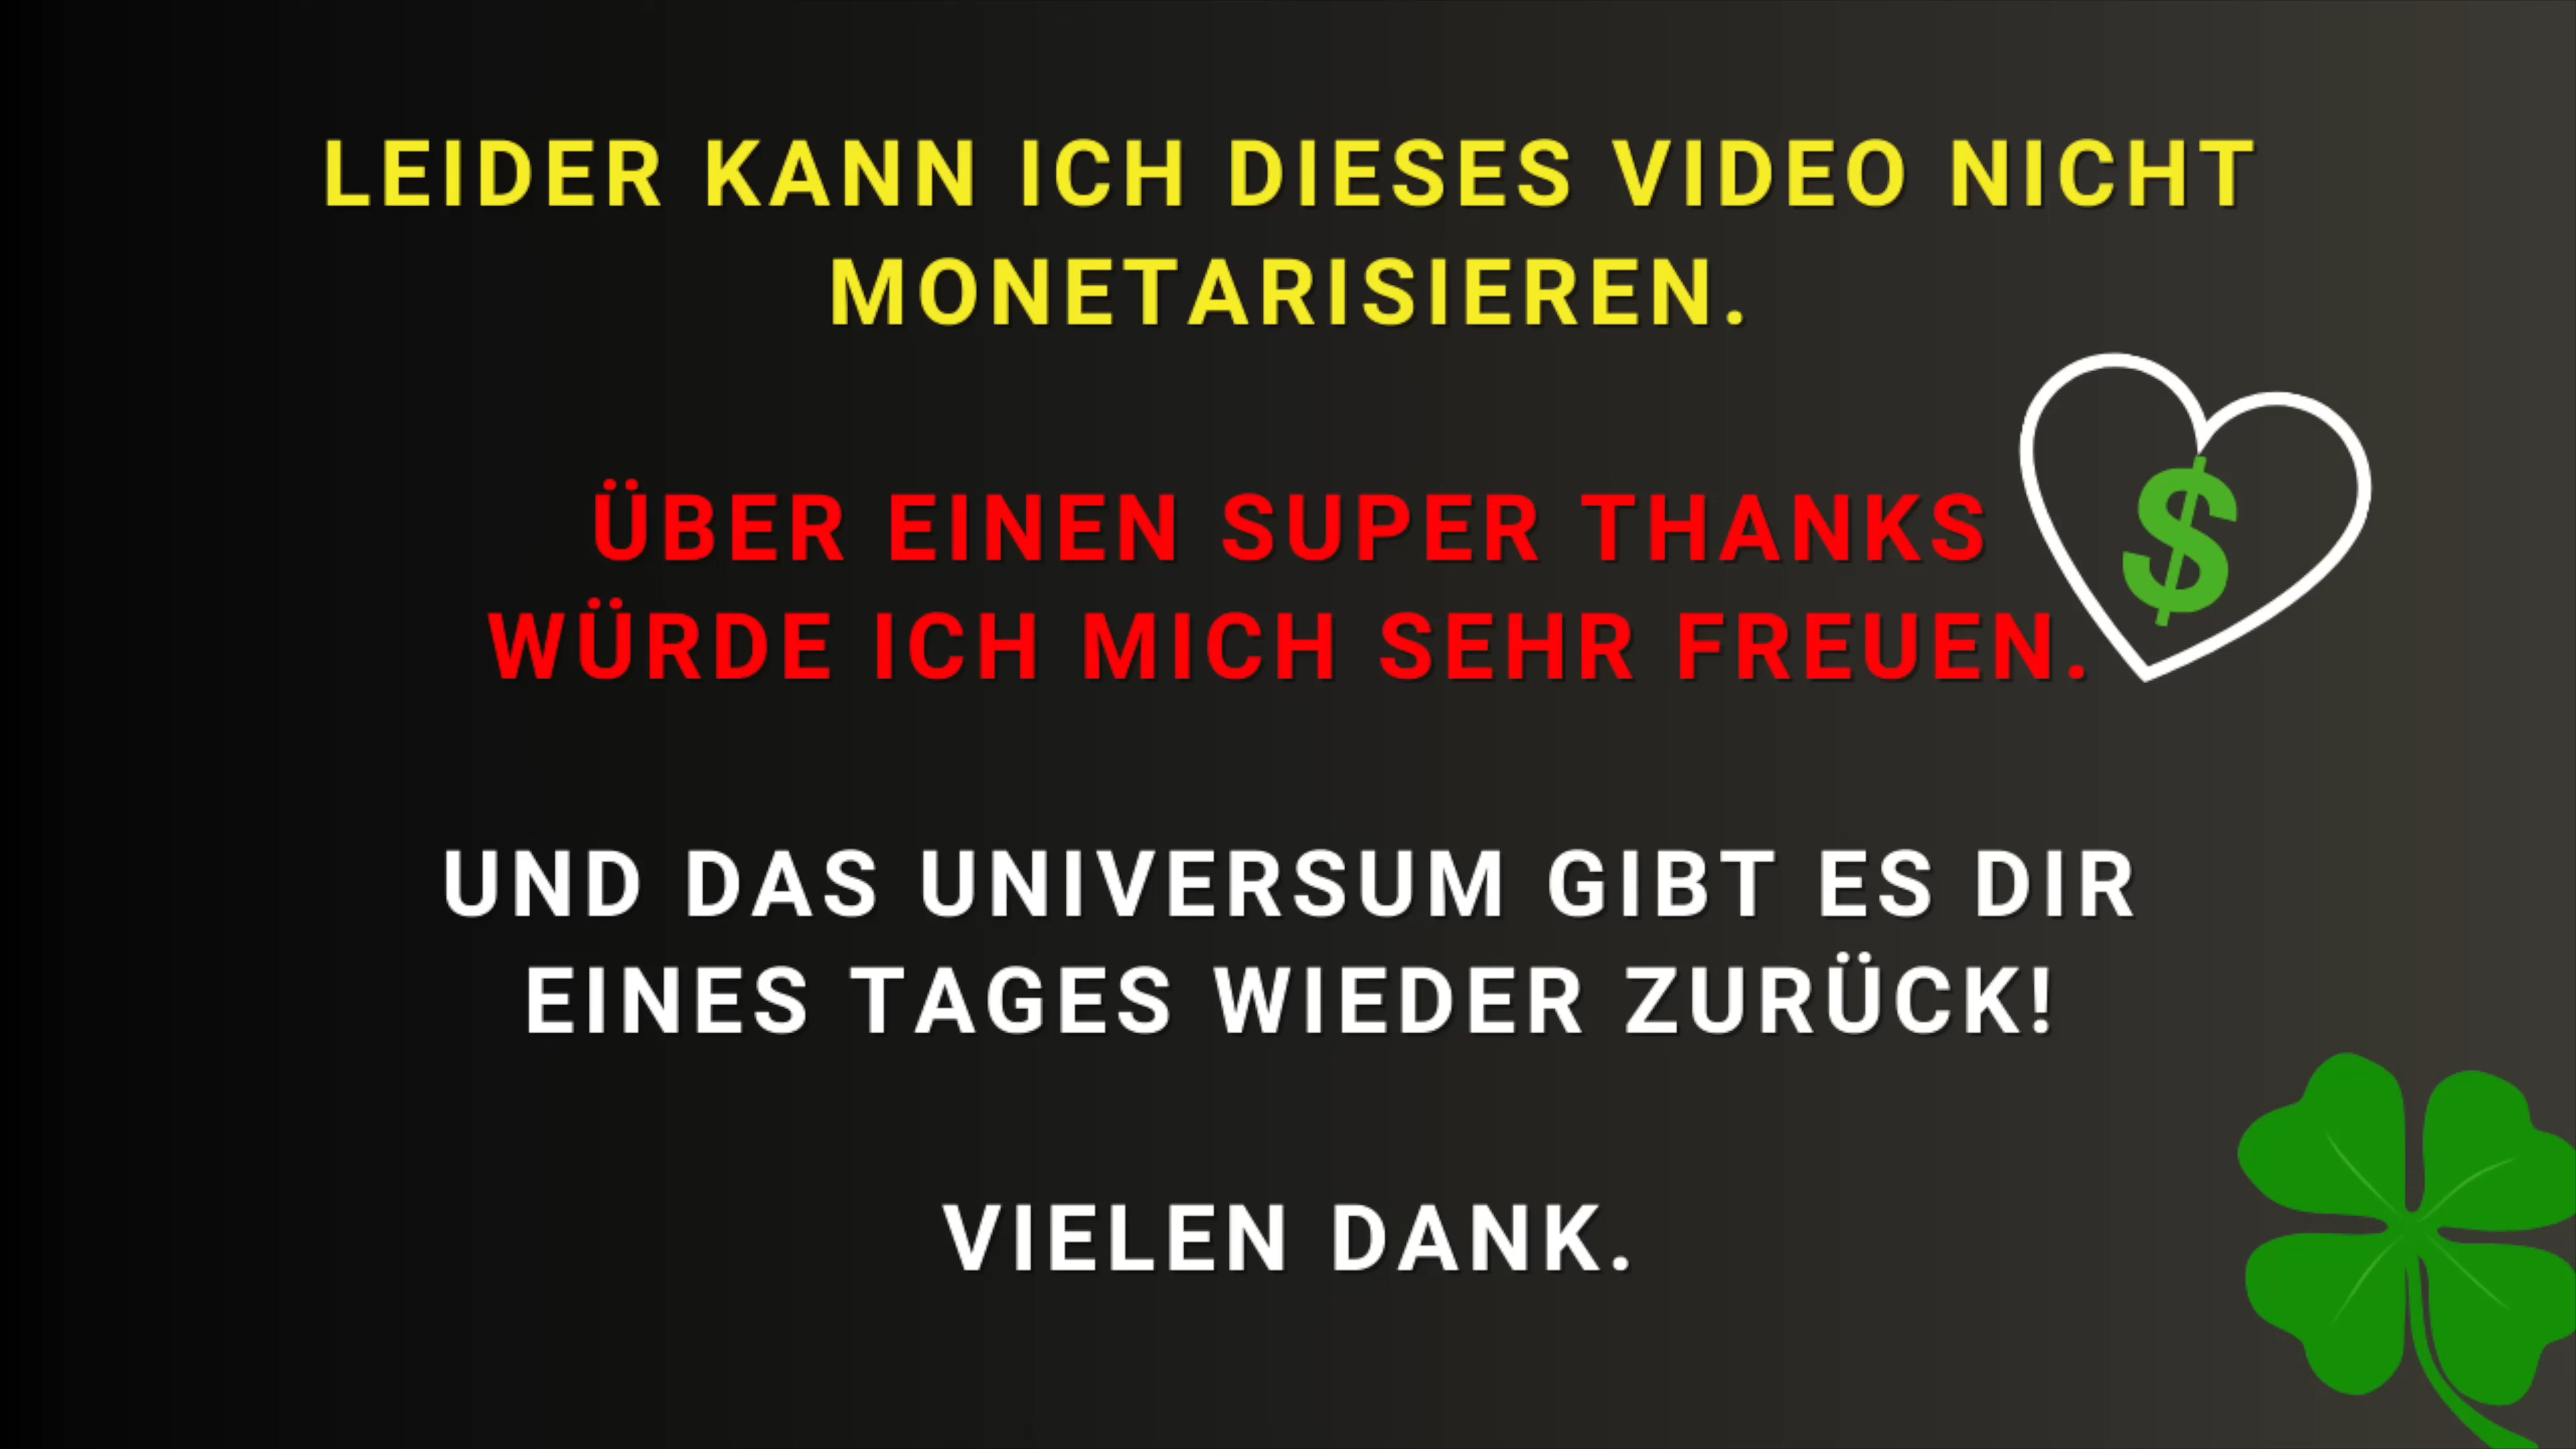 LEIDER KANN ICH DIESES VIDEO NICHT
MONETARISIEREN.
ÜBER EINEN SUPER THANKS
WÜRDE ICH MICH SEHR FREUEN.
$
UND DAS UNIVERSUM GIBT ES DIR
EINES TAGES WIEDER ZURÜCK!
VIELEN DANK.